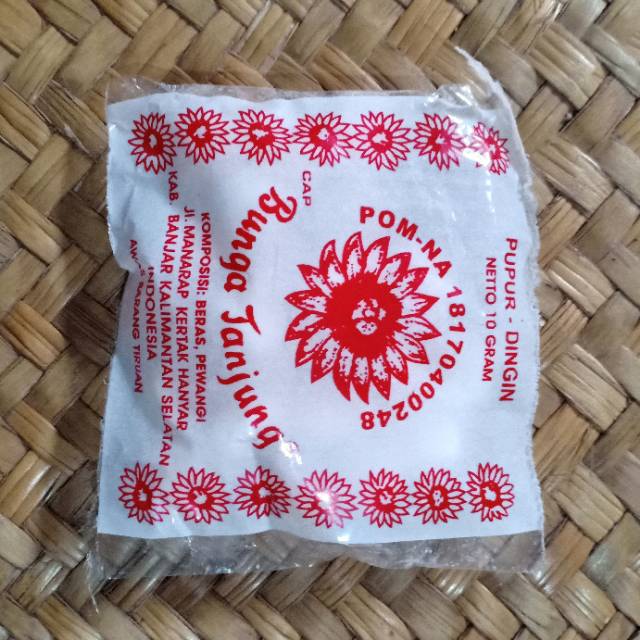 PUPUR - DINGIN
NETTO 10 GRAM
POM-NA 18170400248
CAP
Bunga Tanjung
KOMPOSISI: BERAS, PEWANGI
Jl. MANARAP KERTAK HANYAR
KAB. BANJAR KALIMANTAN SELATAN
INDONESIA